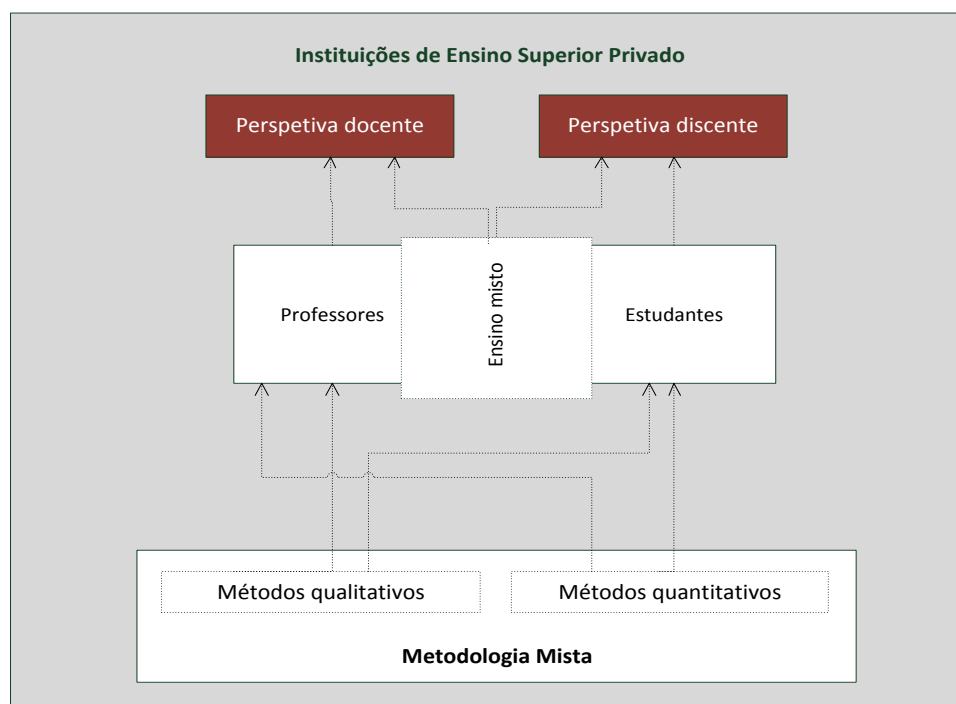 Instituições de Ensino Superior Privado
Perspetiva docente
Perspetiva discente
Professores
Ensino misto
Estudantes
Métodos qualitativos
Métodos quantitativos
Metodologia Mista